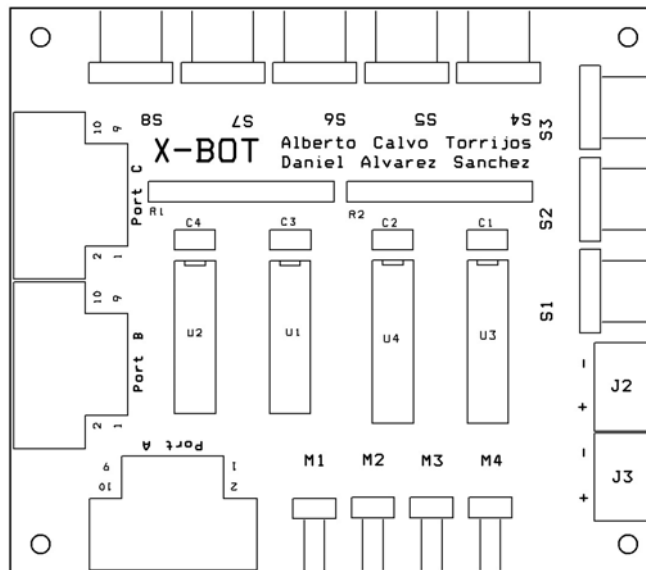 S8 S7 S6 S5 S4
X-BOT
Alberto Calvo Torrijos
Daniel Alvarez Sanchez
S3
S2
S1
10 9
Port C
2 1
R1
R2
C4 C3 C2 C1
U2 U1 U4 U3
10 9
Port B
2 1
- J2
+
- J3
+
Port A
9 1
10 2
M1 M2 M3 M4